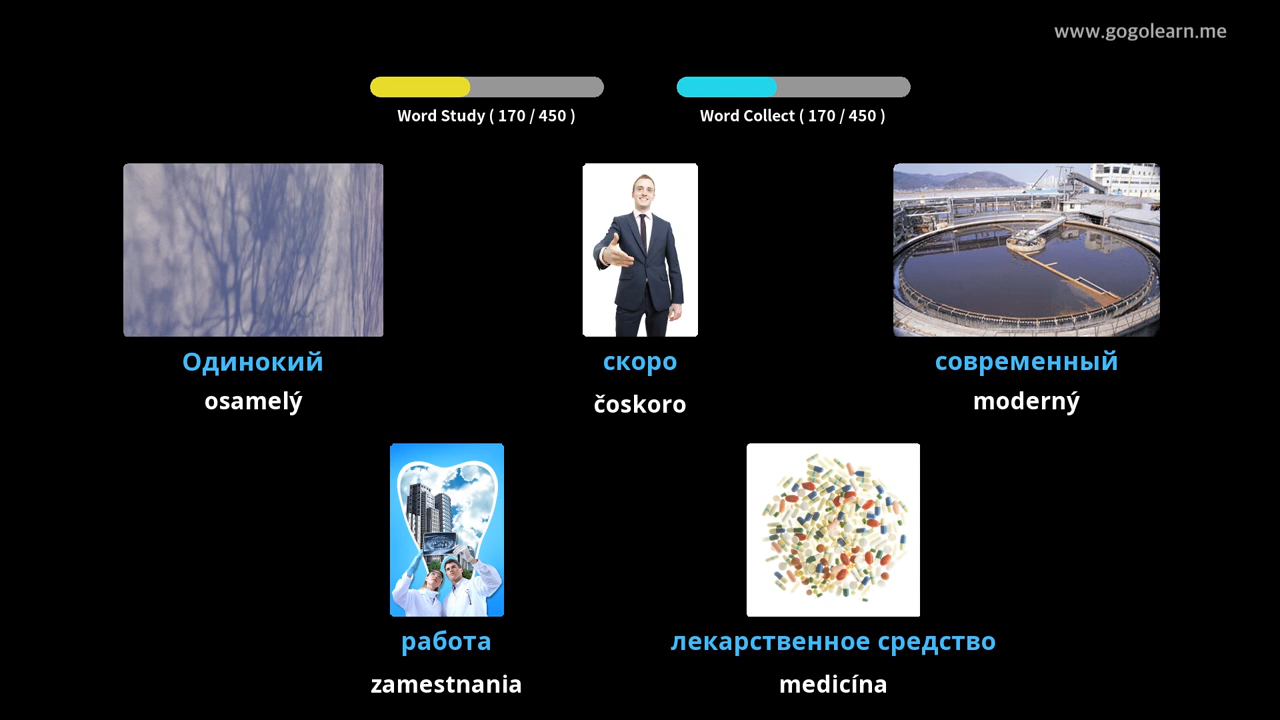 www.gogolearn.me
Word Study ( 170 / 450 )
Word Collect ( 170 / 450 )
Одинокий
osamelý
скоро
čoskoro
современный
moderný
работа
zamestnania
лекарственное средство
medicína